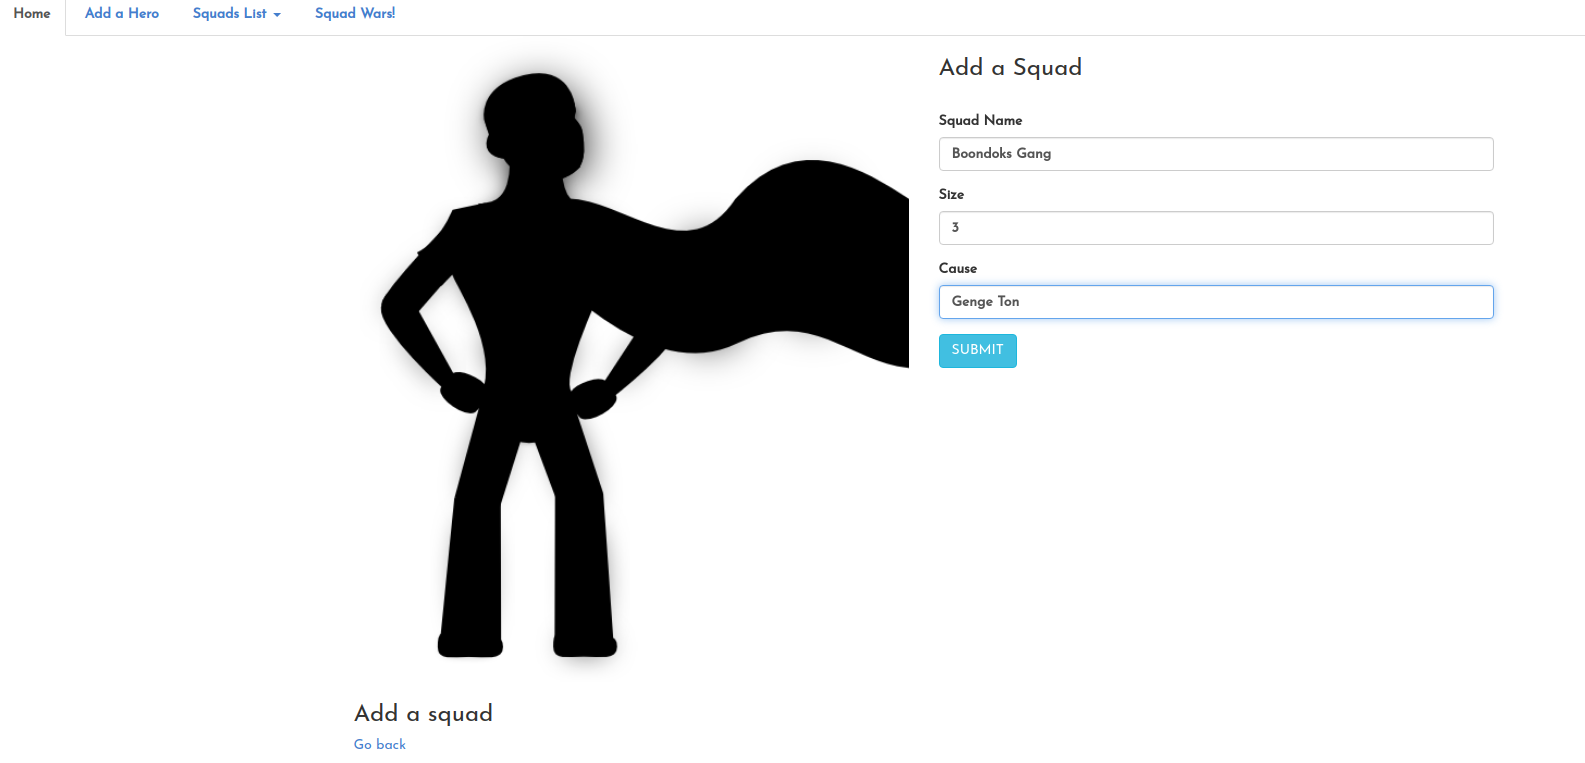 Home Add a Hero Squads List Squad Wars!
Add a Squad
Squad Name
Boondoks Gang
Size
3
Cause
Genge Ton
SUBMIT
Add a squad
Go back